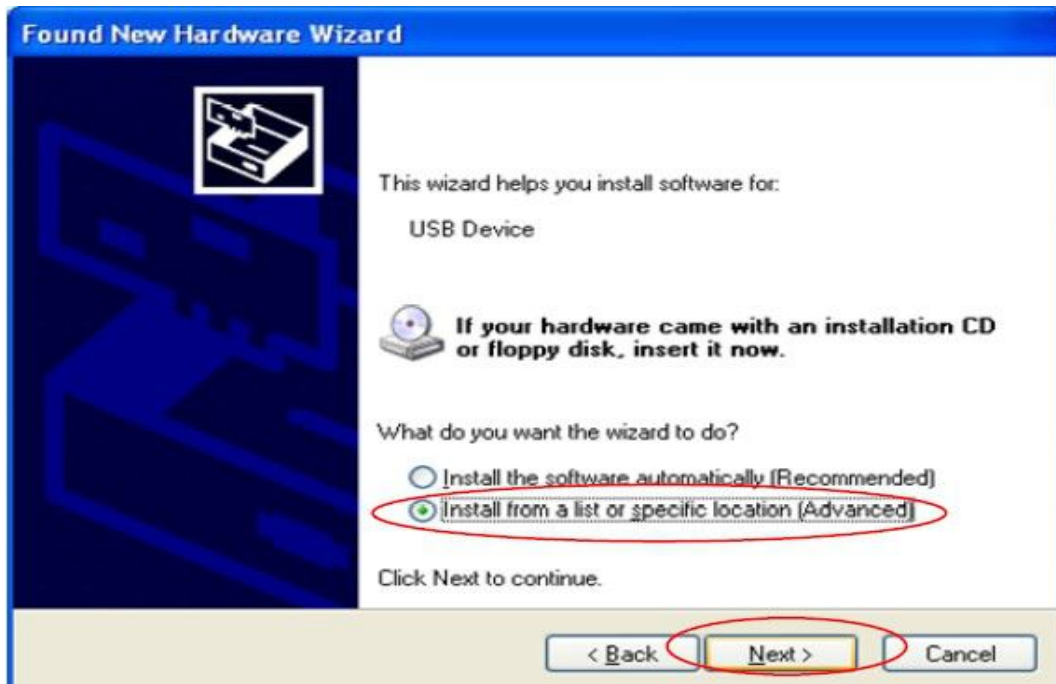 Found New Hardware Wizard
This wizard helps you install software for:
USB Device
If your hardware came with an installation CD
or floppy disk, insert it now.
What do you want the wizard to do?
Install the software automatically (Recommended)
Install from a list or specific location (Advanced)
Click Next to continue.
< Back
Next >
Cancel